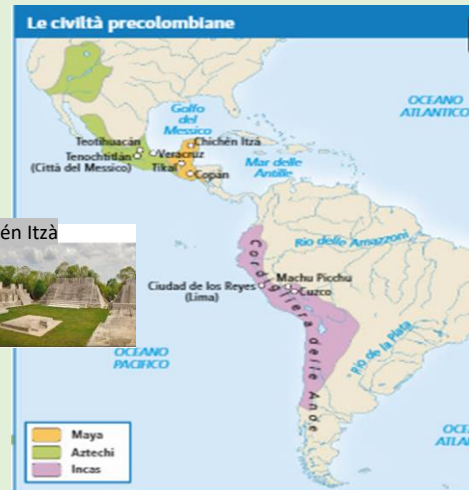 Le civiltà precolombiane
OCEANO
ATLANTICO
Golfo
del
Messico
Chichén Itzá
Teotihuacán
Veracruz
Tenochtitlán
(Città del Messico)
Tikal
Copán
Mar delle
Antille
én Itzà
Rio delle Amazzoni
Cordigliera delle Ande
Machu Picchu
Ciudad de los Reyes
(Lima)
Cuzco
Rio de la Plata
OCEANO
PACIFICO
Maya
Aztechi
Incas